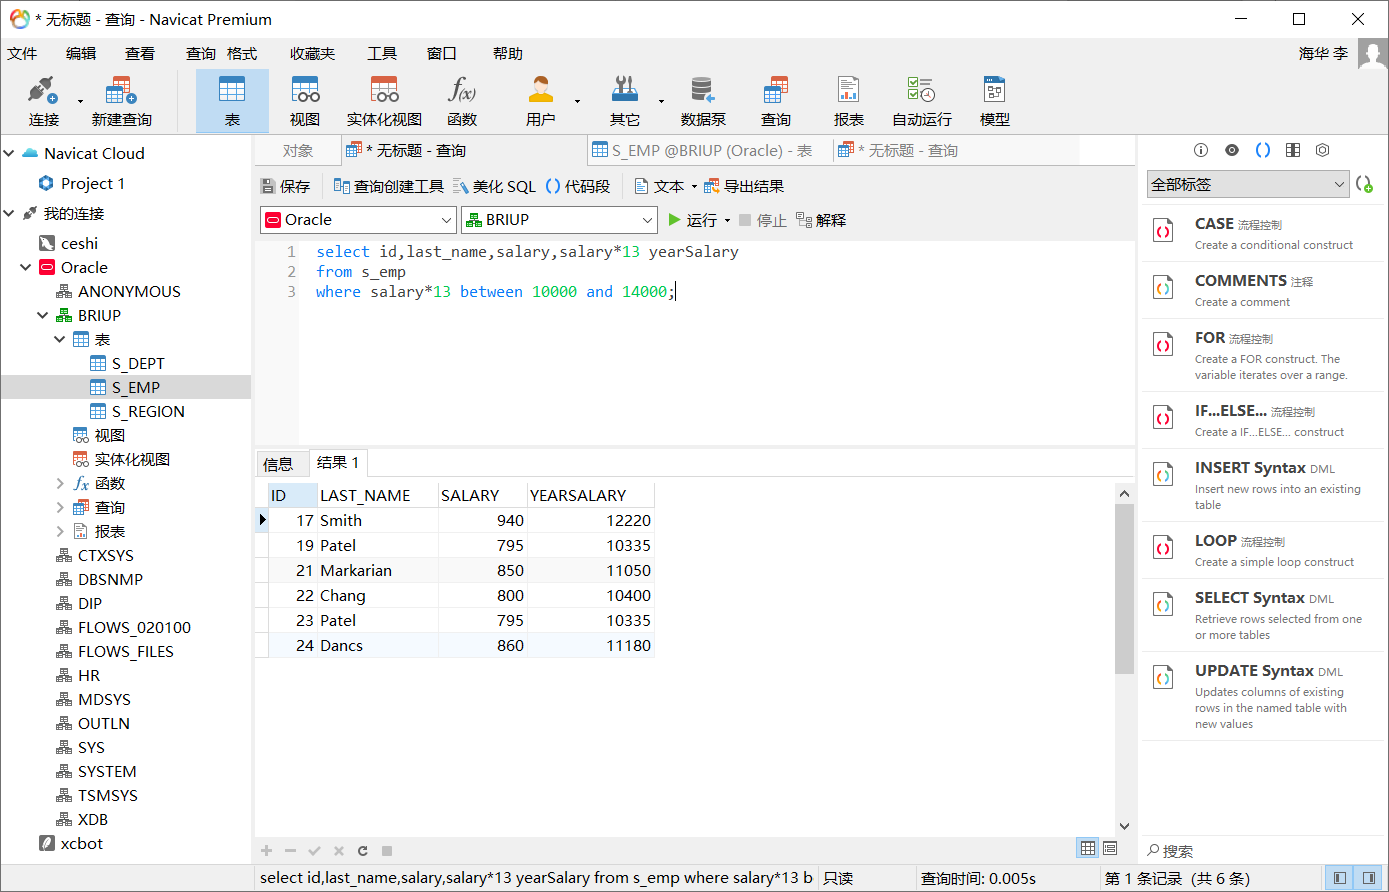 * 无标题 - 查询 - Navicat Premium
文件 编辑 查看 查询 格式 收藏夹 工具 窗口 帮助 海华 李
连接 新建查询 表 视图 实体化视图 f(x) 函数 用户 其它 数据泵 查询 报表 自动运行 模型
Navicat Cloud
Project 1
我的连接
ceshi
Oracle
ANONYMOUS
BRIUP
表
S_DEPT
S_EMP
S_REGION
视图
实体化视图
fx 函数
查询
报表
CTXSYS
DBSNMP
DIP
FLOWS_020100
FLOWS_FILES
HR
MDSYS
OUTLN
SYS
SYSTEM
TSMSYS
XDB
xcbot
对象 * 无标题 - 查询 S_EMP @BRIUP (Oracle) - 表 * 无标题 - 查询
保存 查询创建工具 美化 SQL () 代码段 文本 导出结果
Oracle BRIUP 运行 停止 解释
1 select id,last_name,salary,salary*13 yearSalary
2 from s_emp
3 where salary*13 between 10000 and 14000;
信息 结果 1
ID LAST_NAME SALARY YEARSALARY
17 Smith 940 12220
19 Patel 795 10335
21 Markarian 850 11050
22 Chang 800 10400
23 Patel 795 10335
24 Dancs 860 11180
全部标签
CASE 流程控制
Create a conditional construct
COMMENTS 注释
Create a comment
FOR 流程控制
Create a FOR construct. The
variable iterates over a range.
IF...ELSE... 流程控制
Create a IF...ELSE... construct
INSERT Syntax DML
Insert new rows into an existing
table
LOOP 流程控制
Create a simple loop construct
SELECT Syntax DML
Retrieve rows selected from one
or more tables
UPDATE Syntax DML
Updates columns of existing
rows in the named table with
new values
搜索
select id,last_name,salary,salary*13 yearSalary from s_emp where salary*13 b 只读 查询时间: 0.005s 第 1 条记录 (共 6 条)